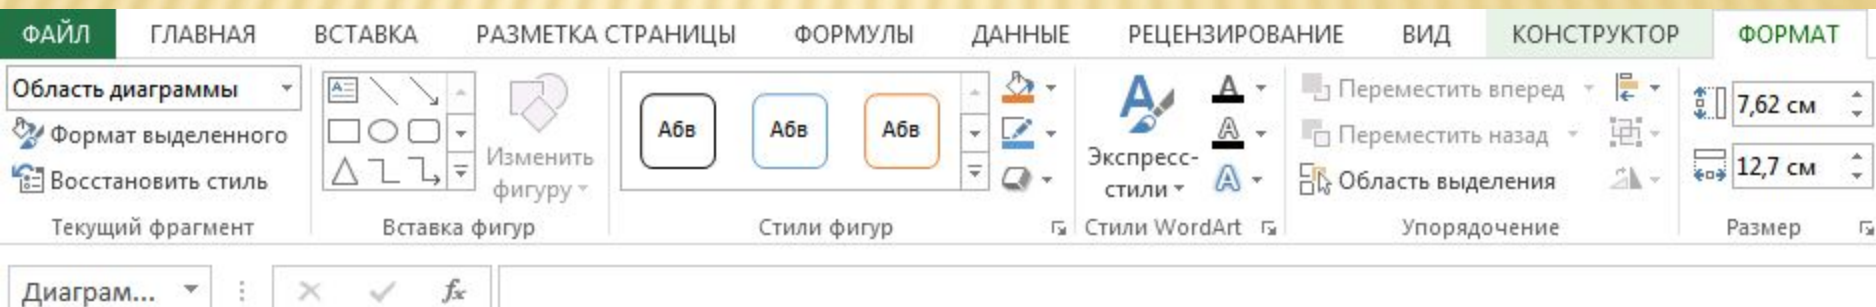 ФАЙЛ ГЛАВНАЯ ВСТАВКА РАЗМЕТКА СТРАНИЦЫ ФОРМУЛЫ ДАННЫЕ РЕЦЕНЗИРОВАНИЕ ВИД КОНСТРУКТОР ФОРМАТ
Область диаграммы
Формат выделенного
Восстановить стиль
Текущий фрагмент
Изменить
фигуру
Вставка фигур
Абв Абв Абв
Стили фигур
Экспресс-
стили
Стили WordArt
Переместить вперед
Переместить назад
Область выделения
Упорядочение
7,62 см
12,7 см
Размер
Диаграм... fx